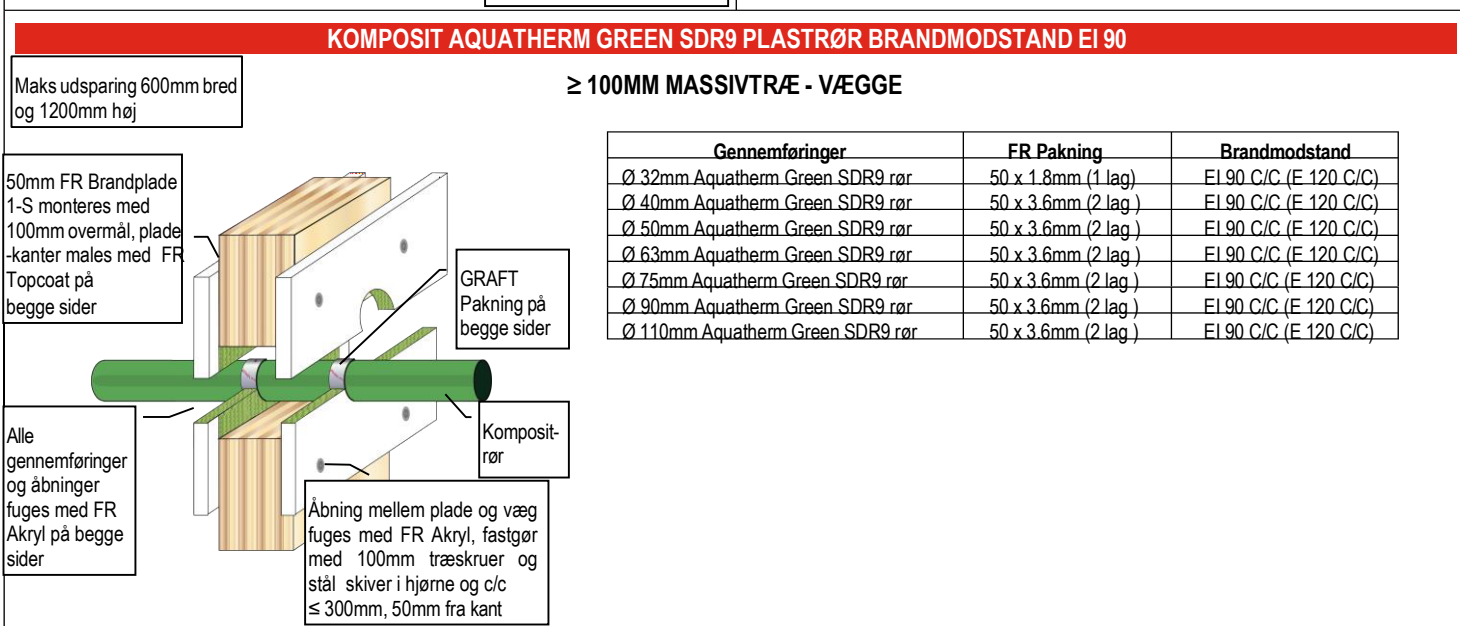 KOMPOSIT AQUATHERM GREEN SDR9 PLASTRØR BRANDMODSTAND EI 90
Maks udsparing 600mm bred
og 1200mm høj
≥ 100MM MASSIVTRÆ - VÆGGE
Gennemføringer FR Pakning Brandmodstand
Ø 32mm Aquatherm Green SDR9 rør 50 x 1.8mm (1 lag) EI 90 C/C (E 120 C/C)
Ø 40mm Aquatherm Green SDR9 rør 50 x 3.6mm (2 lag ) EI 90 C/C (E 120 C/C)
Ø 50mm Aquatherm Green SDR9 rør 50 x 3.6mm (2 lag ) EI 90 C/C (E 120 C/C)
Ø 63mm Aquatherm Green SDR9 rør 50 x 3.6mm (2 lag ) EI 90 C/C (E 120 C/C)
Ø 75mm Aquatherm Green SDR9 rør 50 x 3.6mm (2 lag ) EI 90 C/C (E 120 C/C)
Ø 90mm Aquatherm Green SDR9 rør 50 x 3.6mm (2 lag ) EI 90 C/C (E 120 C/C)
Ø 110mm Aquatherm Green SDR9 rør 50 x 3.6mm (2 lag ) EI 90 C/C (E 120 C/C)
50mm FR Brandplade
1-S monteres med
100mm overmål, plade
-kanter males med FR
Topcoat på
begge sider
GRAFT
Pakning på
begge sider
Alle
gennemføringer
og åbninger
fuges med FR
Akryl på begge
sider
Komposit-
rør
Åbning mellem plade og væg
fuges med FR Akryl, fastgør
med 100mm træskruer og
stål skiver i hjørne og c/c
≤ 300mm, 50mm fra kant